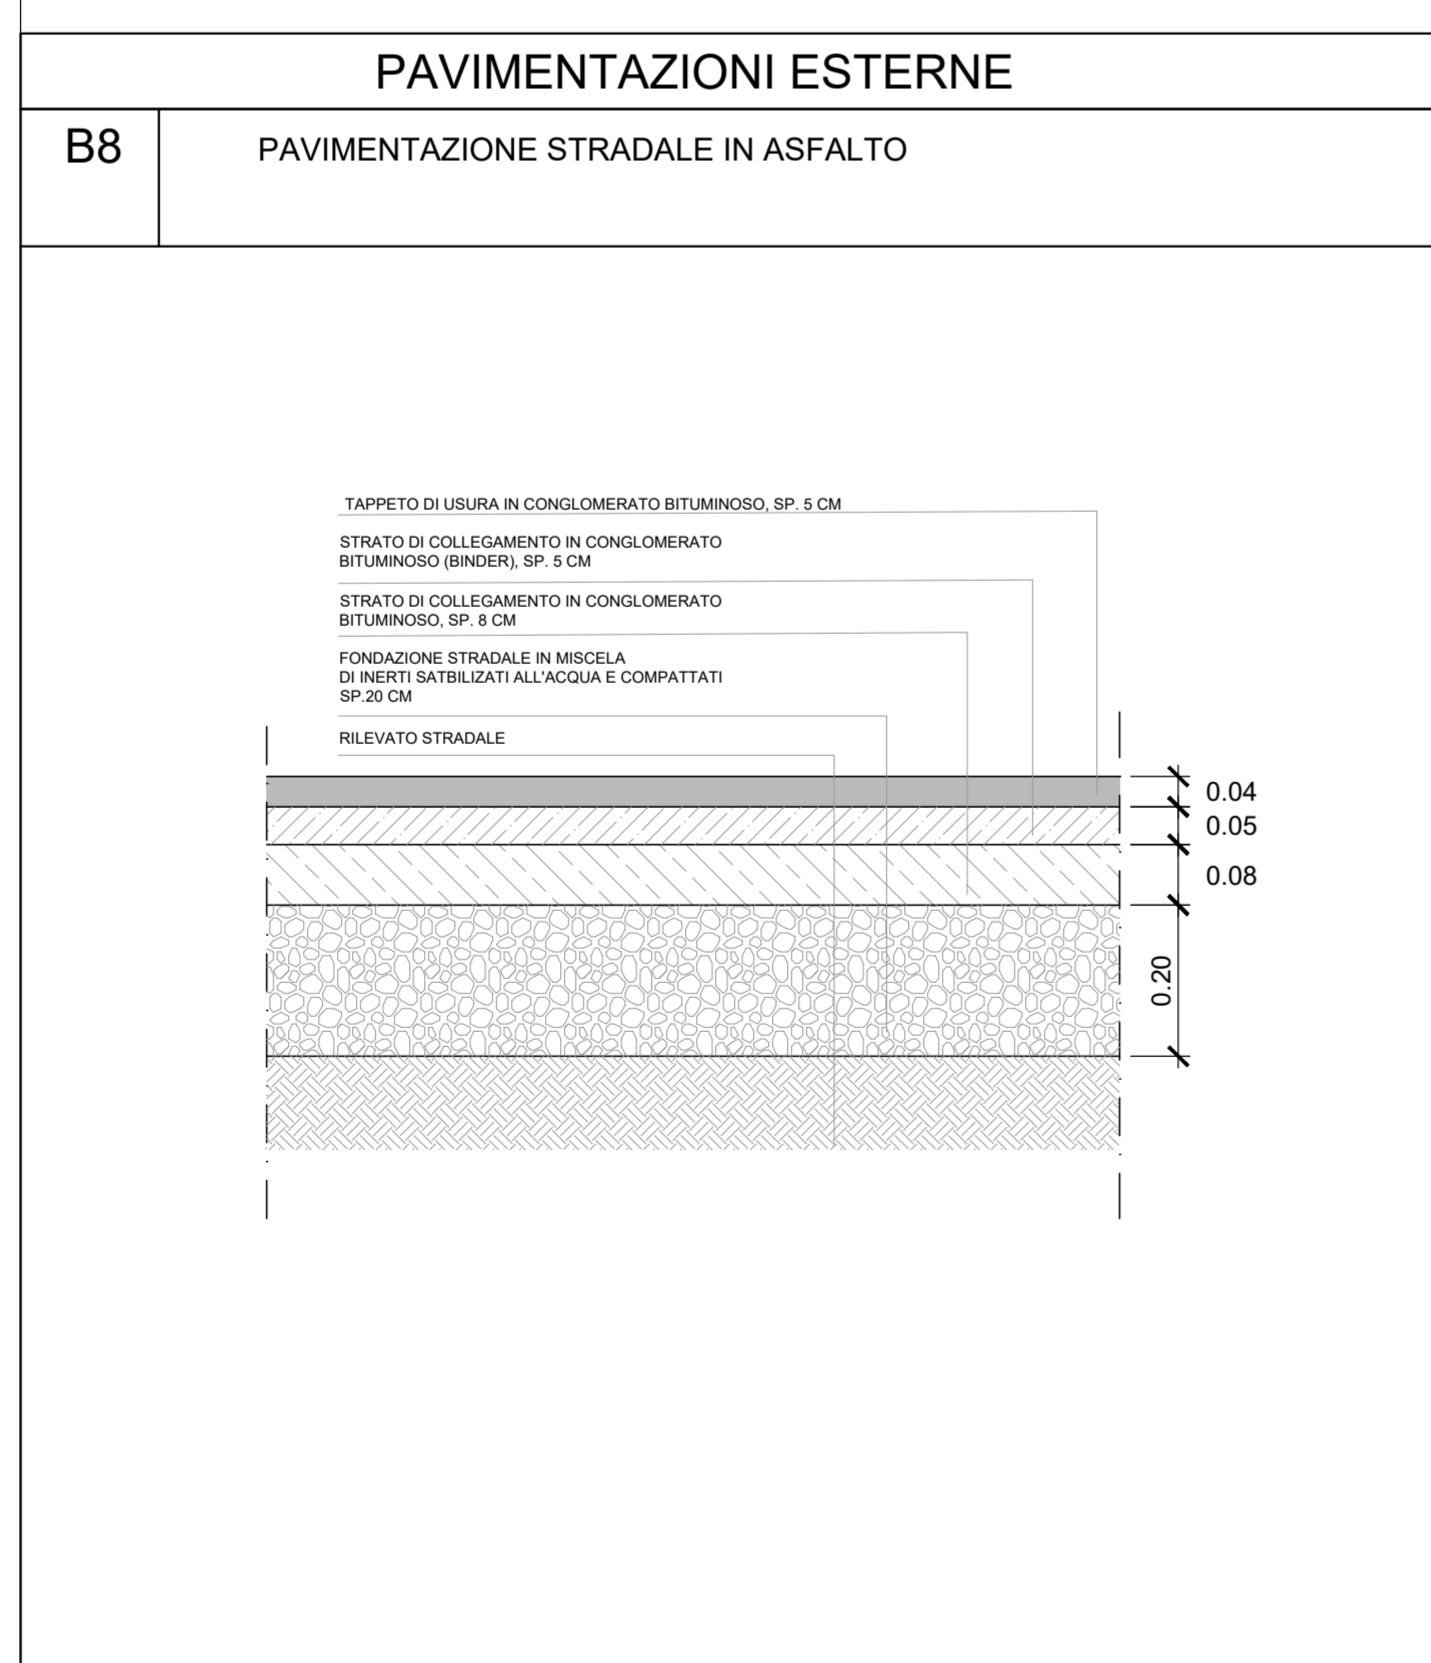 PAVIMENTAZIONI ESTERNE
B8
PAVIMENTAZIONE STRADALE IN ASFALTO
TAPPETO DI USURA IN CONGLOMERATO BITUMINOSO, SP. 5 CM
STRATO DI COLLEGAMENTO IN CONGLOMERATO
BITUMINOSO (BINDER), SP. 5 CM
STRATO DI COLLEGAMENTO IN CONGLOMERATO
BITUMINOSO, SP. 8 CM
FONDAZIONE STRADALE IN MISCELA
DI INERTI SATBILIZATI ALL'ACQUA E COMPATTATI
SP.20 CM
RILEVATO STRADALE
0.04
0.05
0.08
0.20